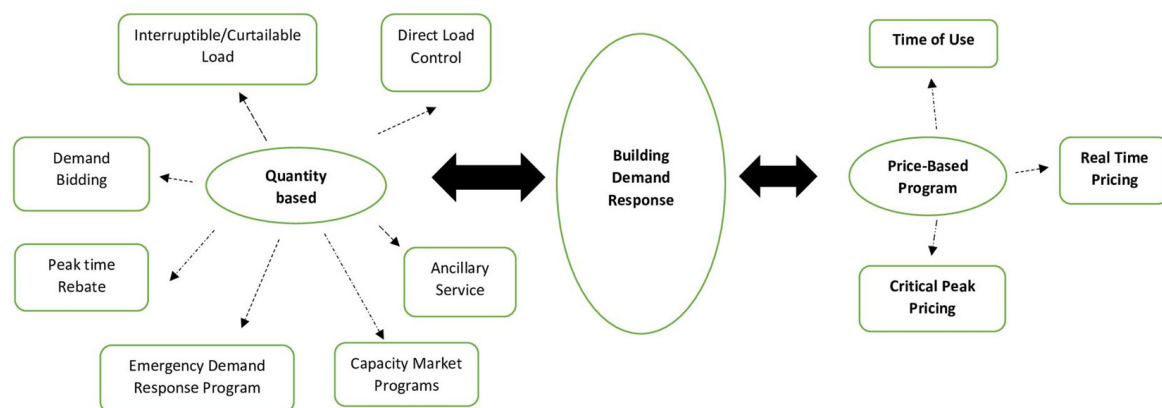 Interruptible/Curtailable
Load
Direct Load
Control
Demand
Bidding
Quantity
based
Peak time
Rebate
Ancillary
Service
Emergency Demand
Response Program
Capacity Market
Programs
Building
Demand
Response
Time of Use
Price-Based
Program
Real Time
Pricing
Critical Peak
Pricing